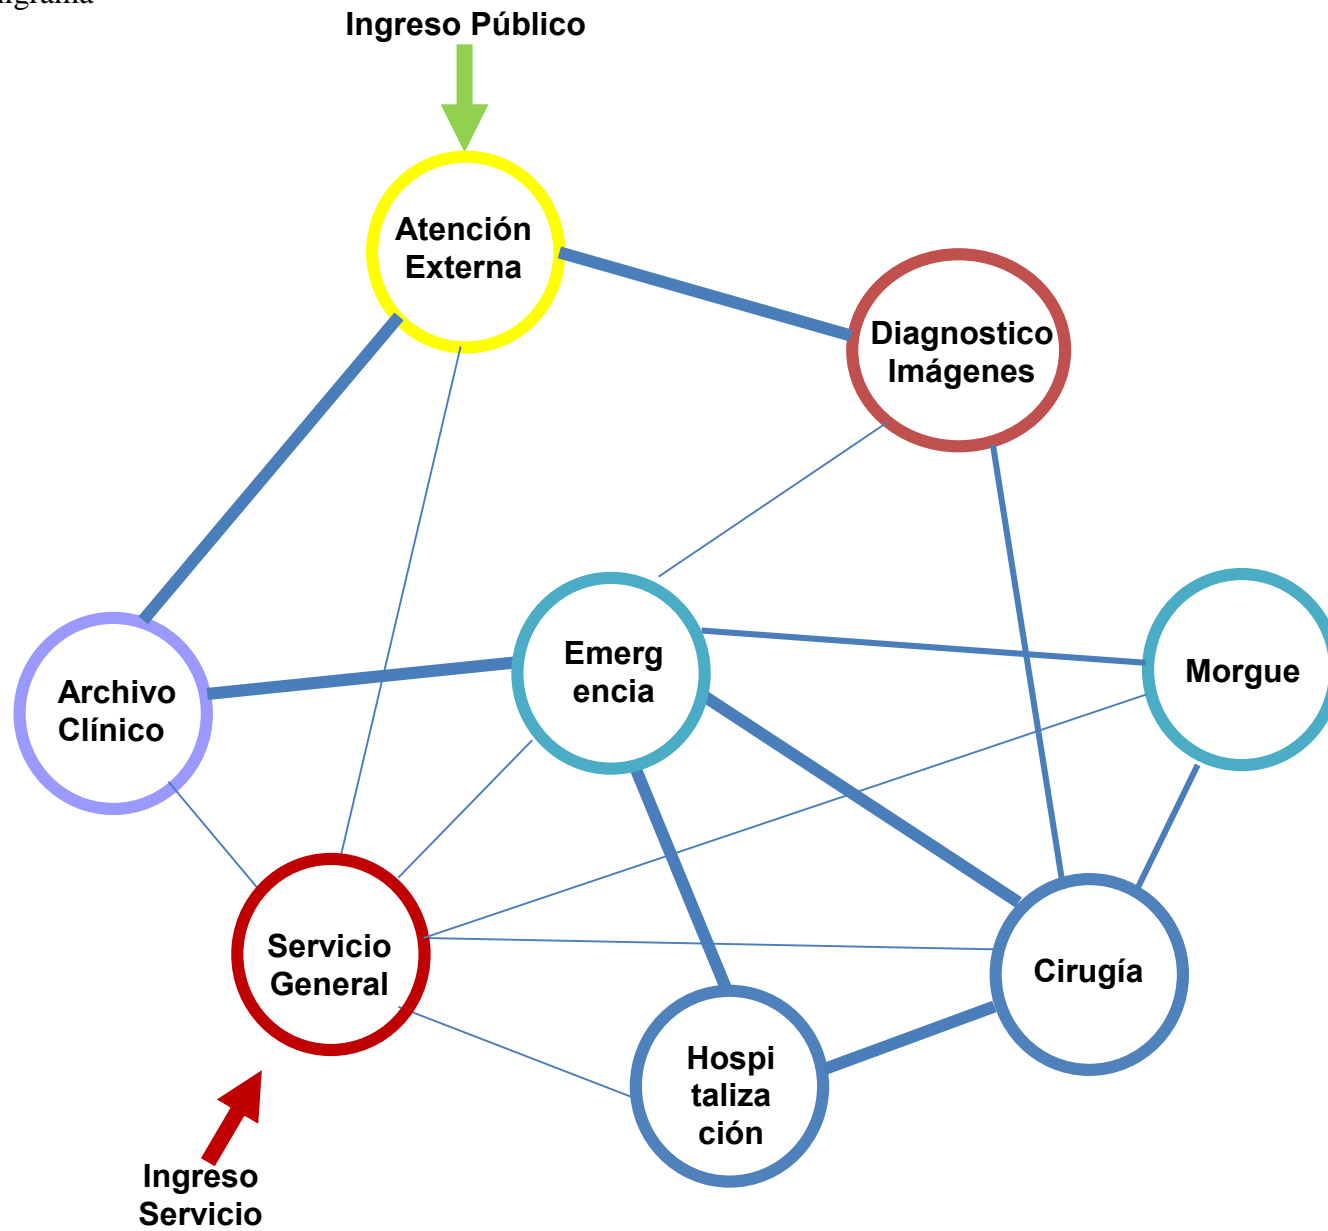 Ingreso Público
Atención
Externa
Diagnostico
Imágenes
Emerg
encia
Morgue
Archivo
Clínico
Servicio
General
Cirugía
Hospi
taliza
ción
Ingreso
Servicio